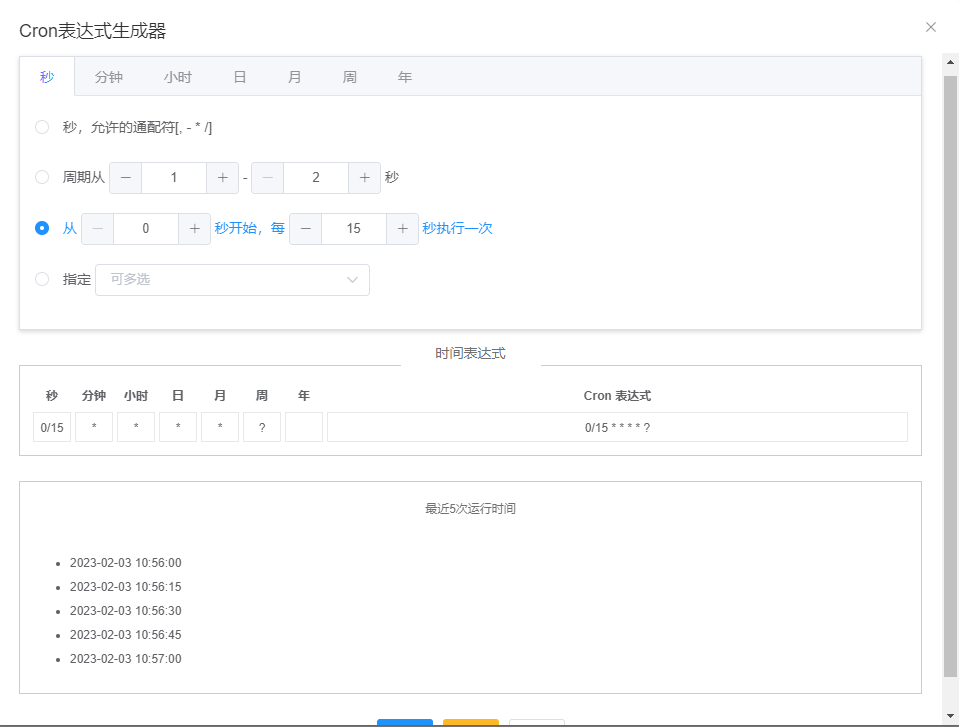 Cron表达式生成器
秒 分钟 小时 日 月 周 年
秒，允许的通配符[, - * /]
周期从 1 - 2 秒
从 0 秒开始，每 15 秒执行一次
指定 可多选
时间表达式
秒 分钟 小时 日 月 周 年 Cron 表达式
0/15 * * * * ? 0/15 * * * * ?
最近5次运行时间
2023-02-03 10:56:00
2023-02-03 10:56:15
2023-02-03 10:56:30
2023-02-03 10:56:45
2023-02-03 10:57:00